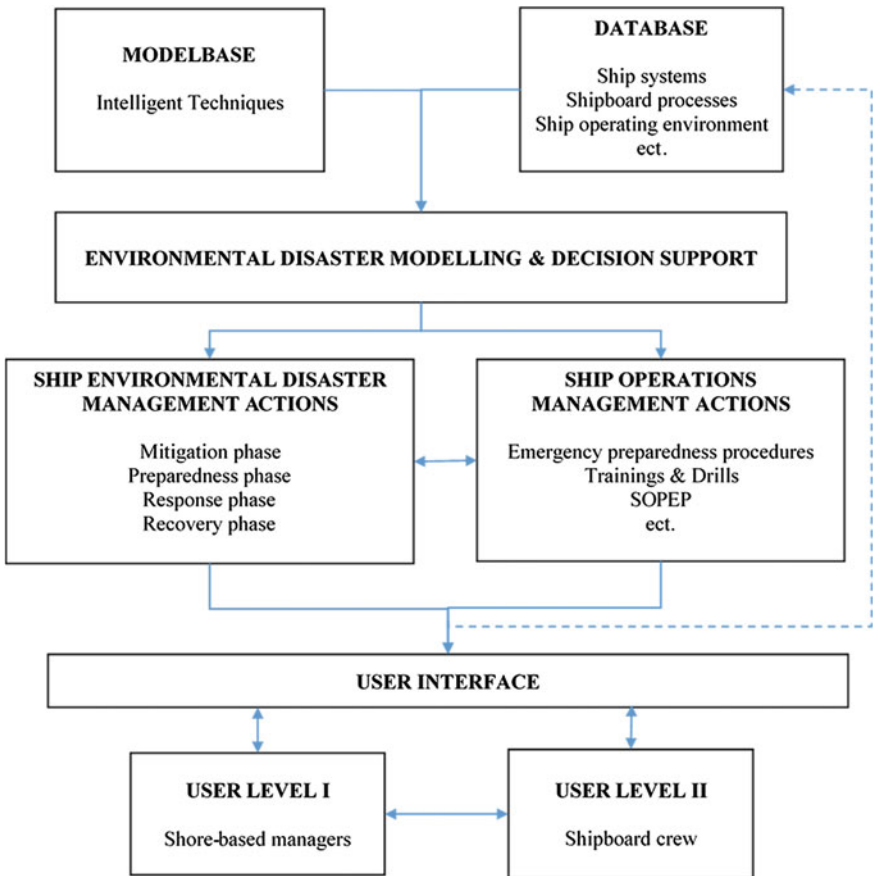 MODELBASE
Intelligent Techniques
DATABASE
Ship systems
Shipboard processes
Ship operating environment
ect.
ENVIRONMENTAL DISASTER MODELLING & DECISION SUPPORT
SHIP ENVIRONMENTAL DISASTER
MANAGEMENT ACTIONS
Mitigation phase
Preparedness phase
Response phase
Recovery phase
SHIP OPERATIONS
MANAGEMENT ACTIONS
Emergency preparedness procedures
Trainings & Drills
SOPEP
ect.
USER INTERFACE
USER LEVEL I
Shore-based managers
USER LEVEL II
Shipboard crew